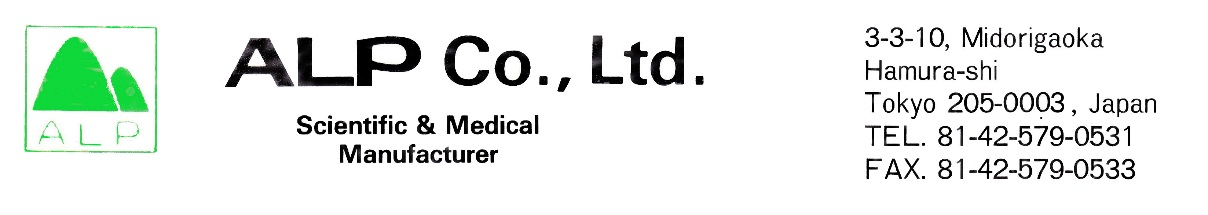 ALP
ALP Co., Ltd.
Scientific & Medical
Manufacturer
3-3-10, Midorigaoka
Hamura-shi
Tokyo 205-0003, Japan
TEL. 81-42-579-0531
FAX. 81-42-579-0533